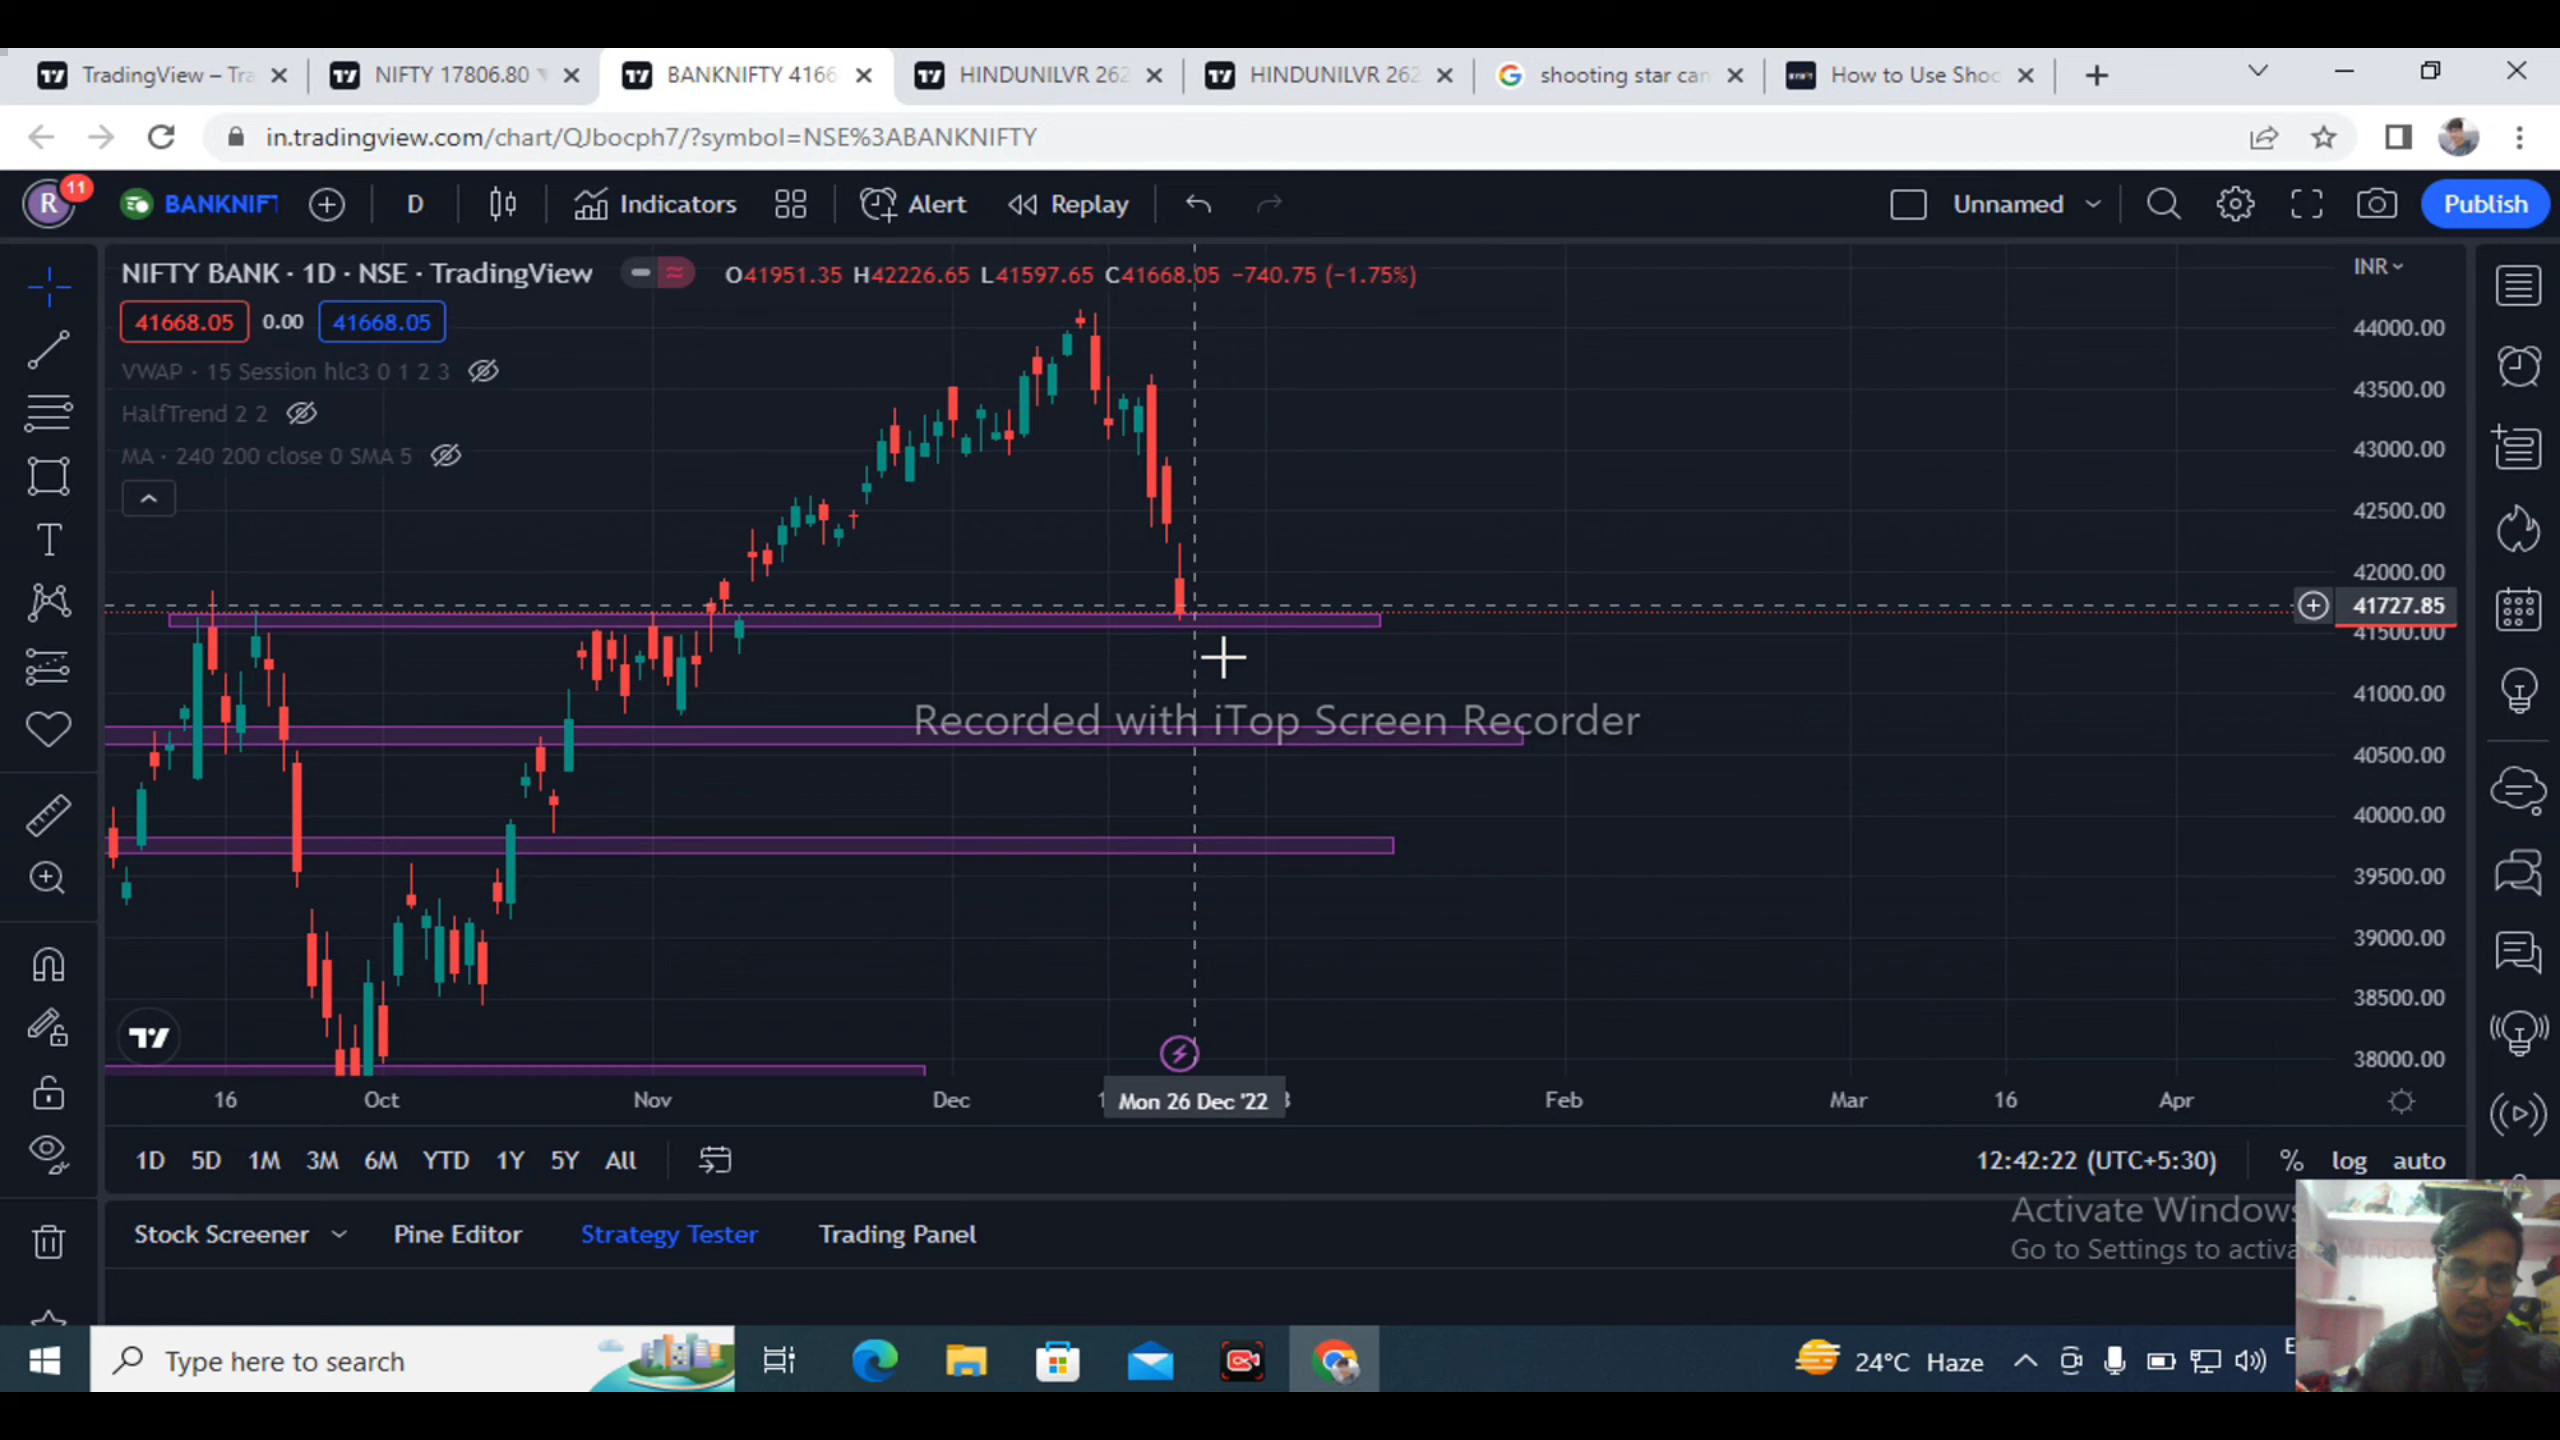 TradingView – Tra
NIFTY 17806.80
BANKNIFTY 4166
HINDUNILVR 262
HINDUNILVR 262
shooting star can
How to Use Shoo
in.tradingview.com/chart/QJbocph7/?symbol=NSE%3ABANKNIFTY
R
11
BANKNIFT
D
Indicators
Alert
Replay
Unnamed
Publish
NIFTY BANK · 1D · NSE · TradingView
O41951.35 H42226.65 L41597.65 C41668.05 −740.75 (−1.75%)
INR
41668.05
0.00
41668.05
VWAP · 15 Session hlc3 0 1 2 3
HalfTrend 2 2
MA · 240 200 close 0 SMA 5
44000.00
43500.00
43000.00
42500.00
42000.00
41727.85
41500.00
41000.00
40500.00
40000.00
39500.00
39000.00
38500.00
38000.00
Recorded with iTop Screen Recorder
16
Oct
Nov
Dec
Mon 26 Dec '22
Feb
Mar
16
Apr
1D 5D 1M 3M 6M YTD 1Y 5Y All
12:42:22 (UTC+5:30)
%
log
auto
Stock Screener
Pine Editor
Strategy Tester
Trading Panel
Activate Windows
Go to Settings to activate Windows
Type here to search
24°C Haze